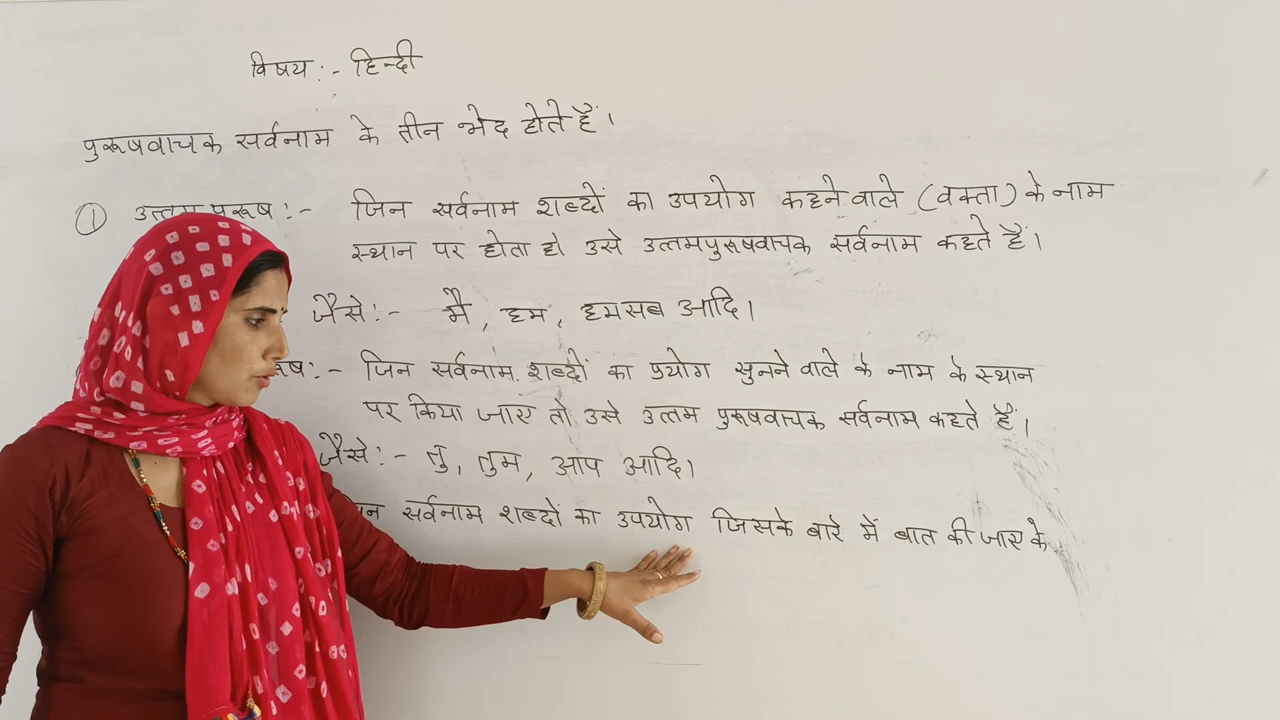 विषय :- हिन्दी
पुरूषवाचक सर्वनाम के तीन भेद होते हैं।
① उत्तम पुरूष :- जिन सर्वनाम शब्दों का उपयोग कहने वाले (वक्ता) के नाम
स्थान पर होता हो उसे उत्तमपुरूषवाचक सर्वनाम कहते हैं।
जैसे :- मै, हम, हमसब आदि।
जिन सर्वनाम शब्दों का प्रयोग सुनने वाले के नाम के स्थान
पर किया जाए तो उसे उत्तम पुरूषवाचक सर्वनाम कहते हैं।
जैसे :- तु, तुम, आप आदि।
सर्वनाम शब्दों का उपयोग जिसके बारे में बात की जाए के